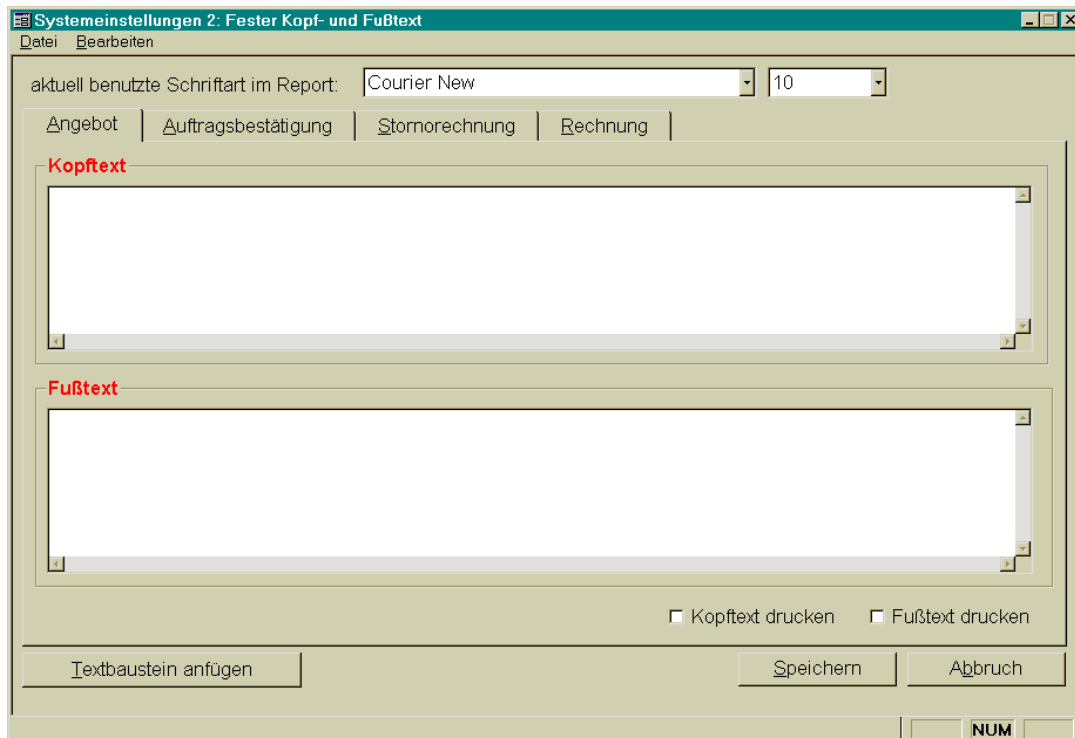 Systemeinstellungen 2: Fester Kopf- und Fußtext
Datei Bearbeiten
aktuell benutzte Schriftart im Report: Courier New 10
Angebot Auftragsbestätigung Stornorechnung Rechnung
Kopftext
Fußtext
Kopftext drucken Fußtext drucken
Textbaustein anfügen Speichern Abbruch
NUM